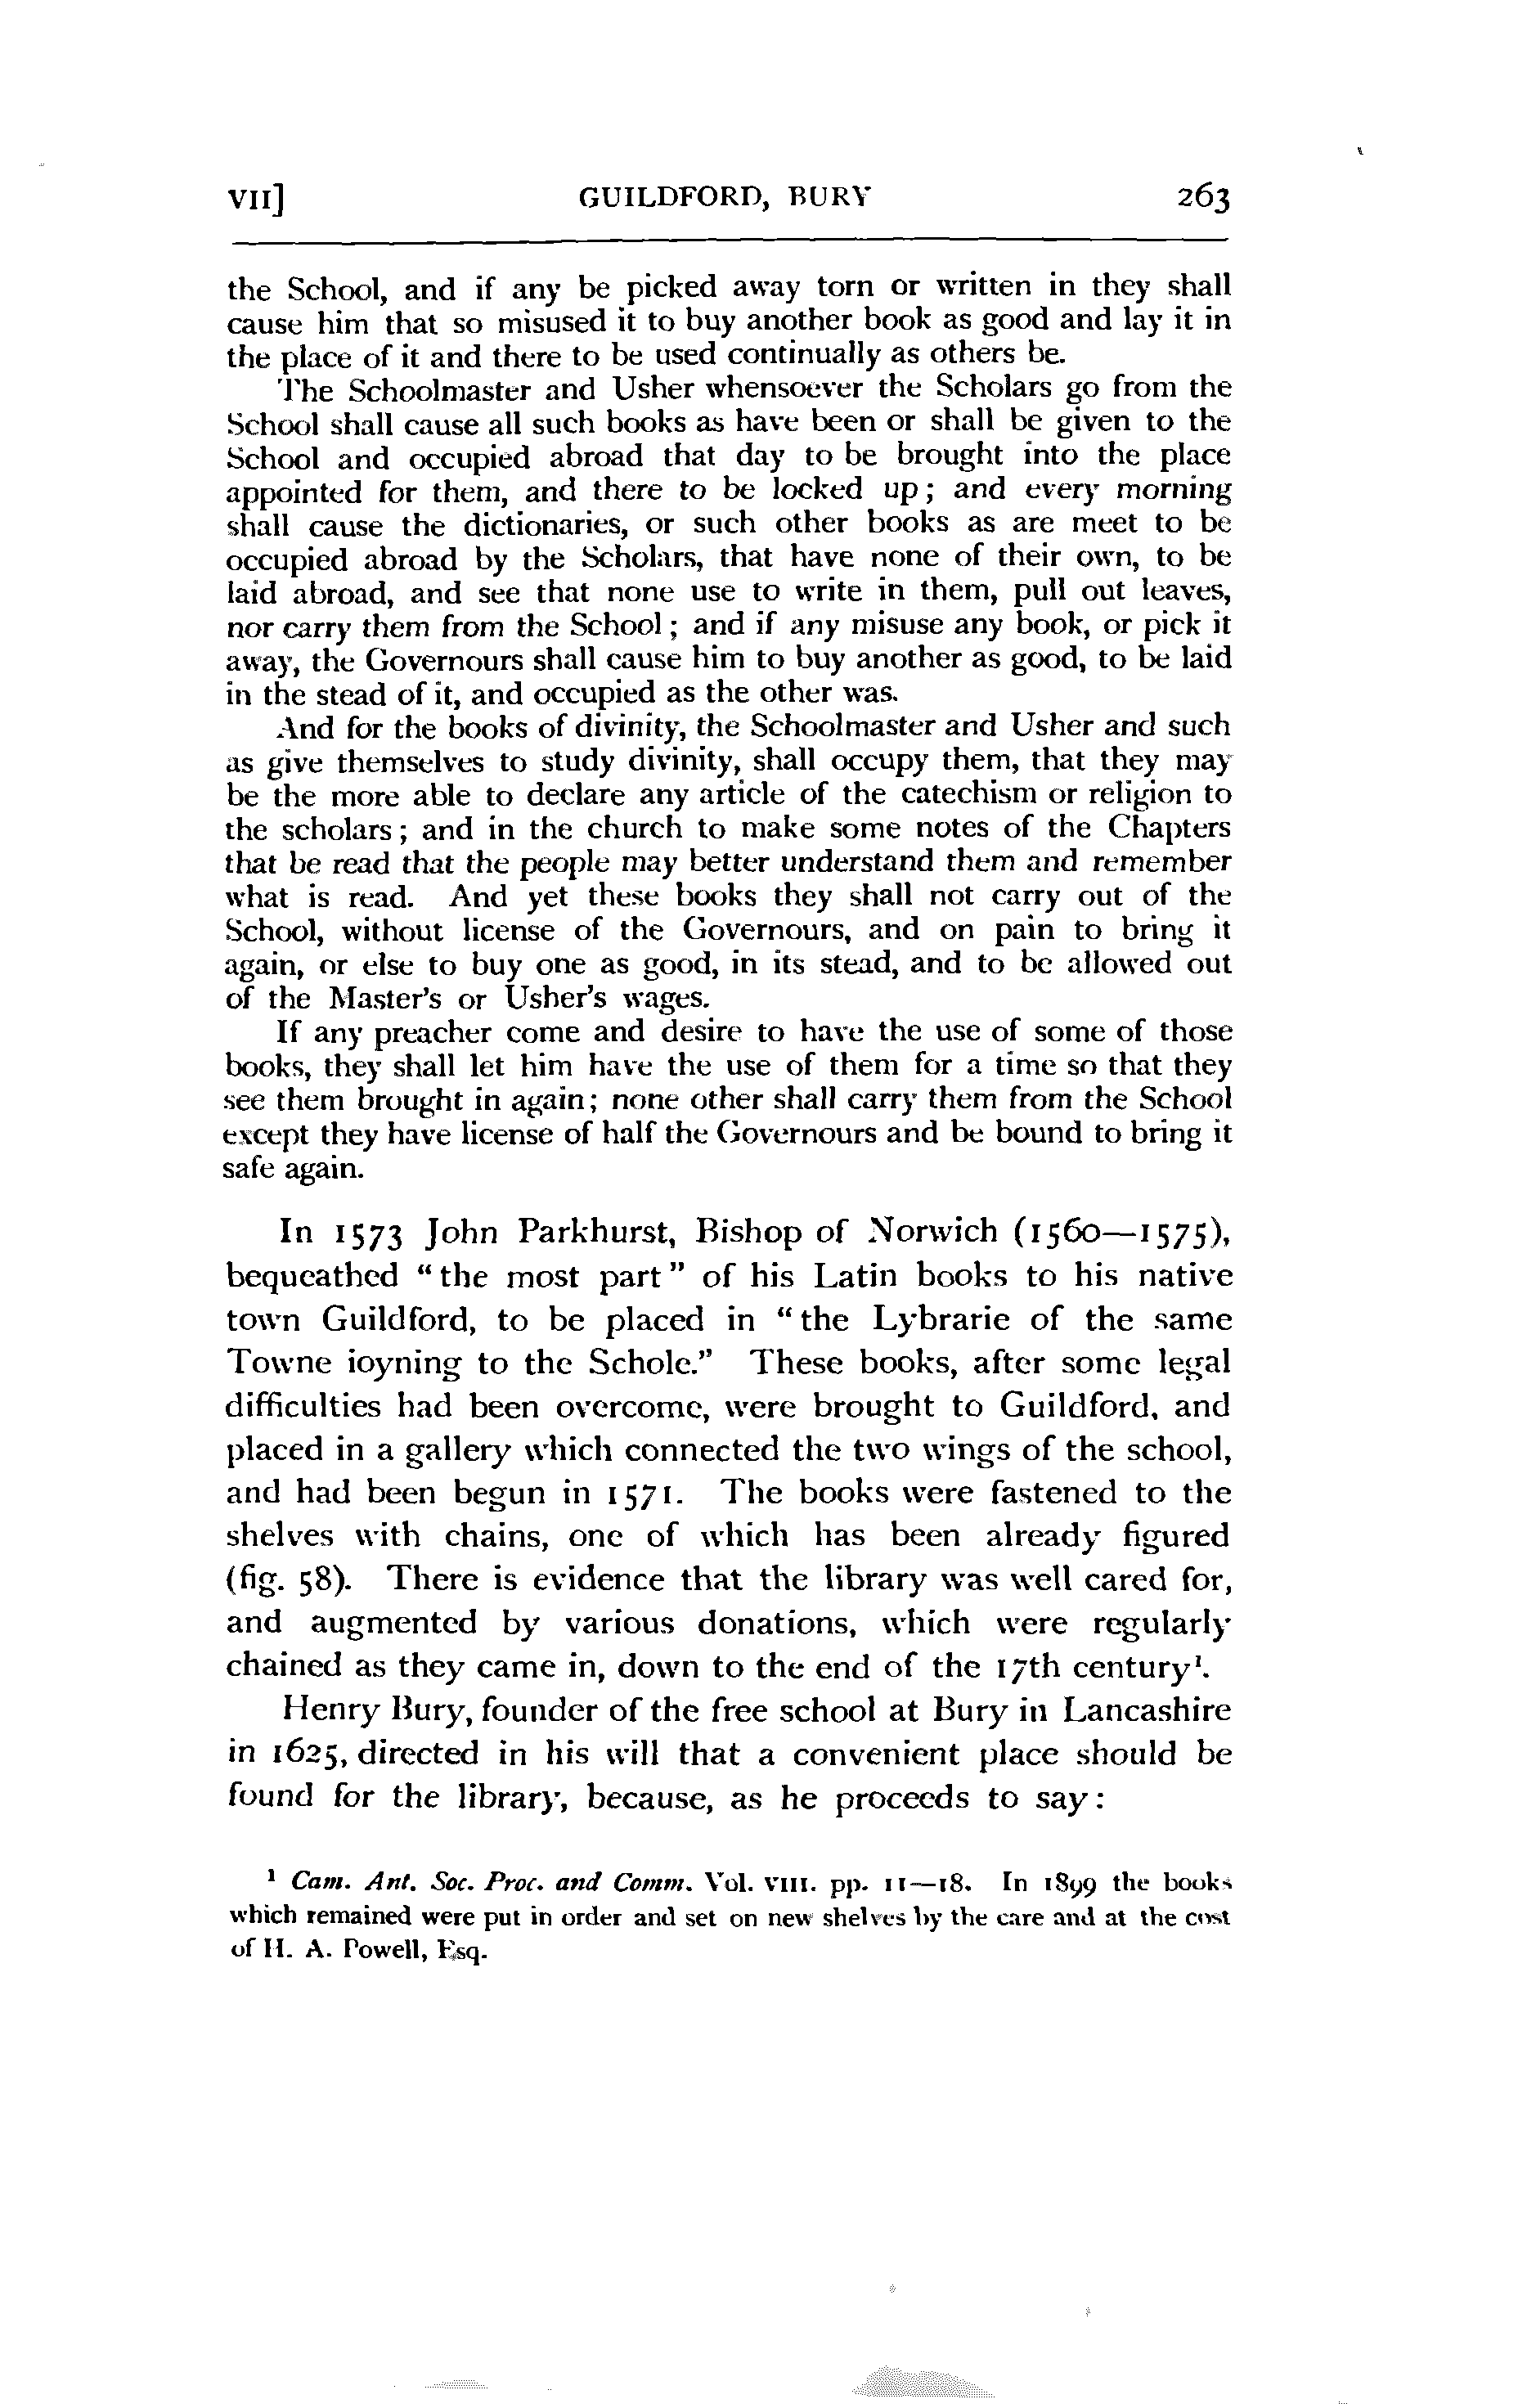 VII] GUILDFORD, BURY 263
the School, and if any be picked away torn or written in they shall
cause him that so misused it to buy another book as good and lay it in
the place of it and there to be used continually as others be.
The Schoolmaster and Usher whensoever the Scholars go from the
School shall cause all such books as have been or shall be given to the
School and occupied abroad that day to be brought into the place
appointed for them, and there to be locked up; and every morning
shall cause the dictionaries, or such other books as are meet to be
occupied abroad by the Scholars, that have none of their own, to be
laid abroad, and see that none use to write in them, pull out leaves,
nor carry them from the School; and if any misuse any book, or pick it
away, the Governours shall cause him to buy another as good, to be laid
in the stead of it, and occupied as the other was.
And for the books of divinity, the Schoolmaster and Usher and such
as give themselves to study divinity, shall occupy them, that they may
be the more able to declare any article of the catechism or religion to
the scholars; and in the church to make some notes of the Chapters
that be read that the people may better understand them and remember
what is read. And yet these books they shall not carry out of the
School, without license of the Governours, and on pain to bring it
again, or else to buy one as good, in its stead, and to be allowed out
of the Master's or Usher's wages.
If any preacher come and desire to have the use of some of those
books, they shall let him have the use of them for a time so that they
see them brought in again; none other shall carry them from the School
except they have license of half the Governours and be bound to bring it
safe again.
In 1573 John Parkhurst, Bishop of Norwich (1560—1575),
bequeathed "the most part" of his Latin books to his native
town Guildford, to be placed in "the Lybrarie of the same
Towne ioyning to the Schole." These books, after some legal
difficulties had been overcome, were brought to Guildford, and
placed in a gallery which connected the two wings of the school,
and had been begun in 1571. The books were fastened to the
shelves with chains, one of which has been already figured
(fig. 58). There is evidence that the library was well cared for,
and augmented by various donations, which were regularly
chained as they came in, down to the end of the 17th century¹.
Henry Bury, founder of the free school at Bury in Lancashire
in 1625, directed in his will that a convenient place should be
found for the library, because, as he proceeds to say:
¹ Cam. Ant. Soc. Proc. and Comm. Vol. VIII. pp. 11—18. In 1899 the books
which remained were put in order and set on new shelves by the care and at the cost
of H. A. Powell, Esq.